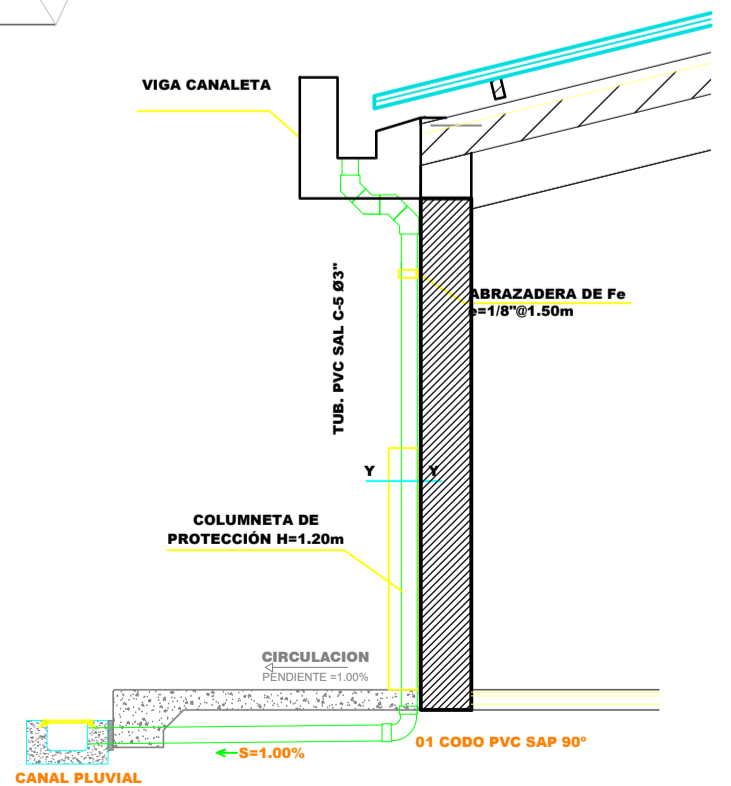 VIGA CANALETA
ABRAZADERA DE Fe
e=1/8"@1.50m
TUB. PVC SAL C-5 Ø3"
Y Y
COLUMNETA DE
PROTECCIÓN H=1.20m
CIRCULACION
PENDIENTE =1.00%
01 CODO PVC SAP 90º
S=1.00%
CANAL PLUVIAL